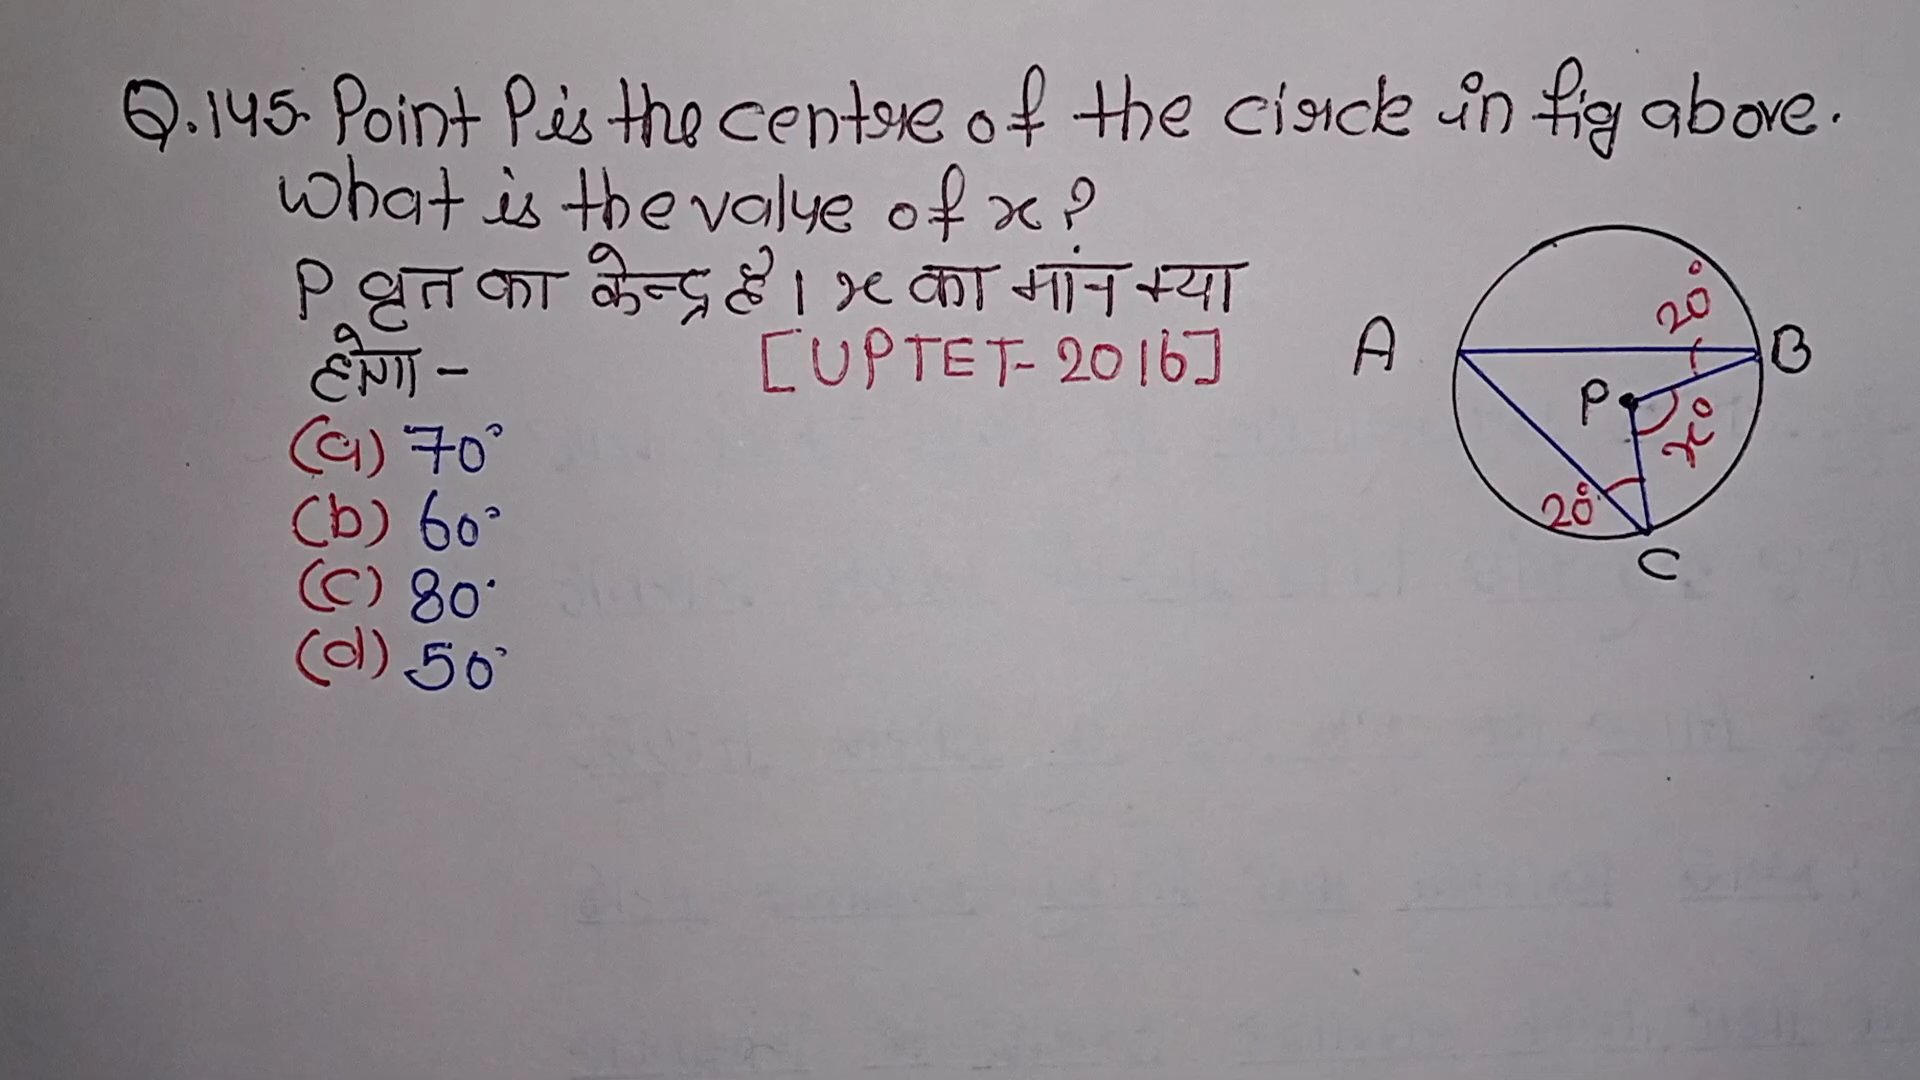 Q.145. Point P is the centre of the circle in fig above.
What is the value of x?
P वृत का केन्द्र है। x का मांन क्या
होगा -
[UPTET-2016]
(a) 70°
(b) 60°
(c) 80°
(d) 50°
A
B
P
C
20°
x°
20°